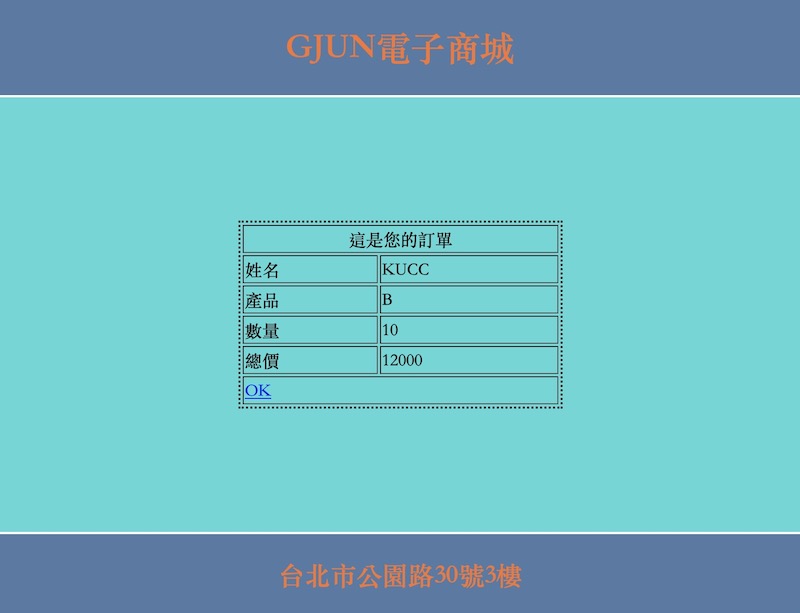 GJUN電子商城
這是您的訂單
姓名 KUCC
產品 B
數量 10
總價 12000
OK
台北市公園路30號3樓